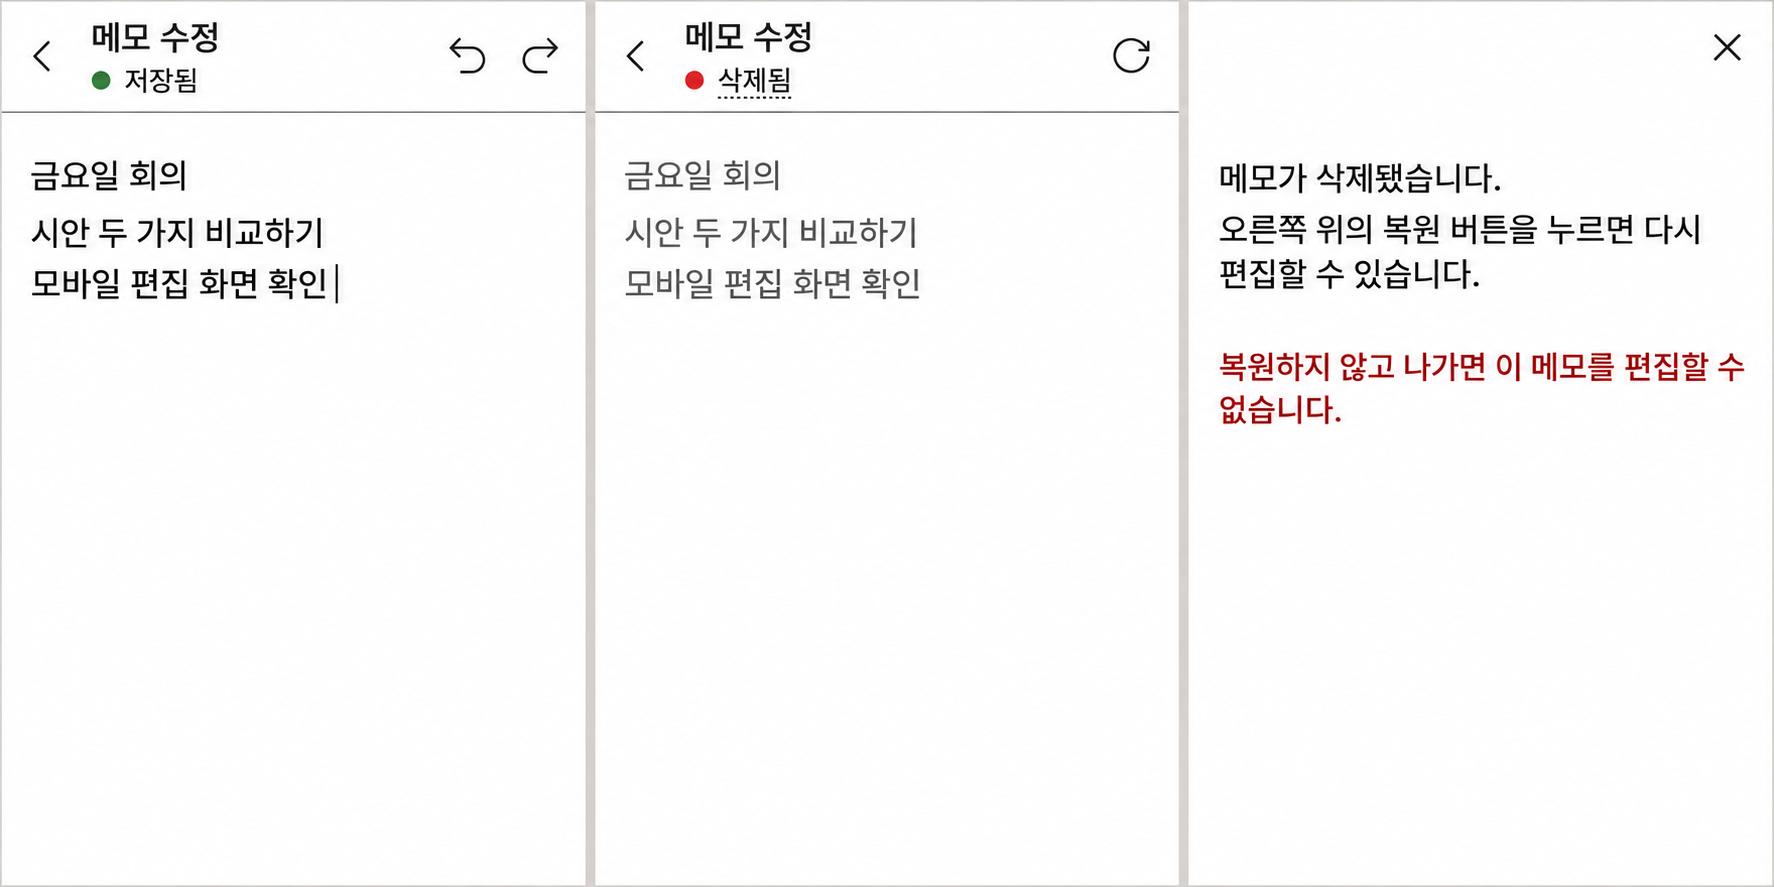 메모 수정
저장됨
금요일 회의
시안 두 가지 비교하기
모바일 편집 화면 확인
메모 수정
삭제됨
금요일 회의
시안 두 가지 비교하기
모바일 편집 화면 확인
메모가 삭제됐습니다.
오른쪽 위의 복원 버튼을 누르면 다시
편집할 수 있습니다.
복원하지 않고 나가면 이 메모를 편집할 수
없습니다.